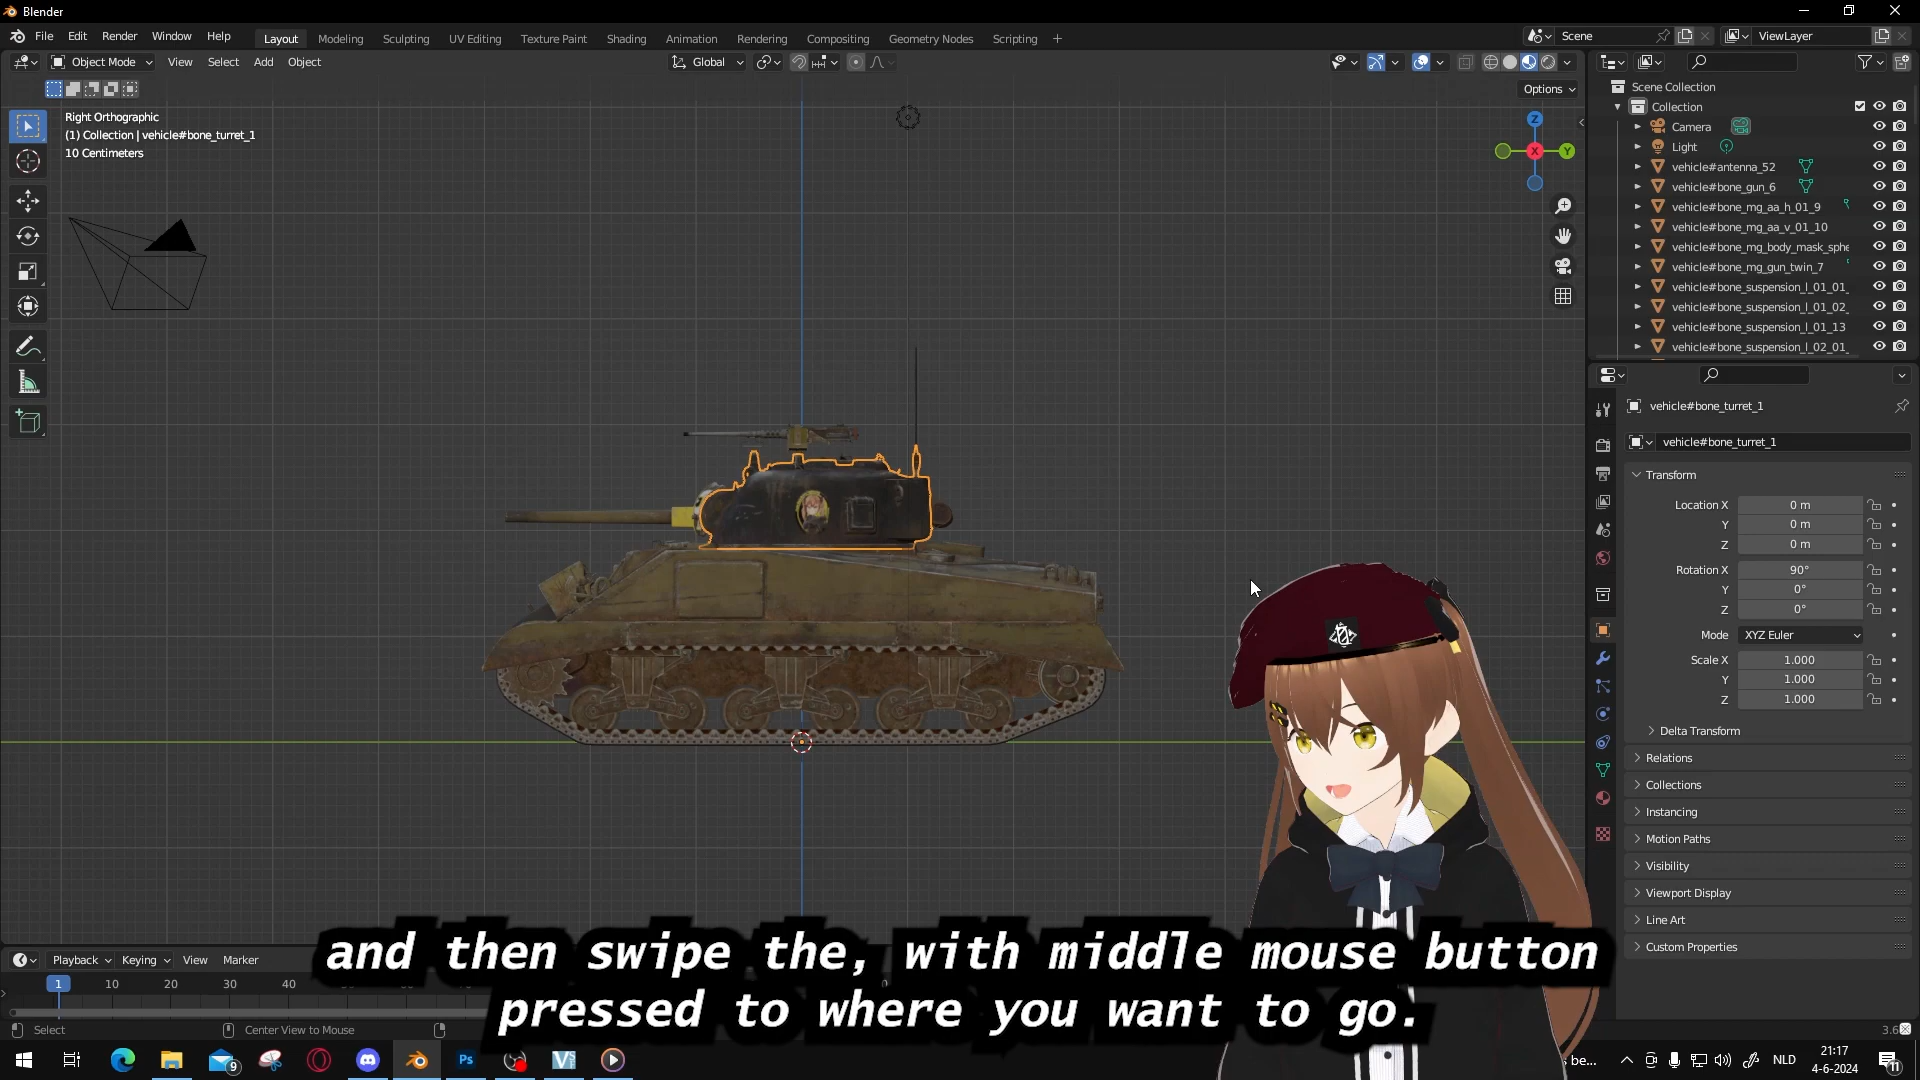 Blender
File Edit Render Window Help
Layout Modeling Sculpting UV Editing Texture Paint Shading Animation Rendering Compositing Geometry Nodes Scripting +
Scene
ViewLayer
Object Mode View Select Add Object
Global
Options
Right Orthographic
(1) Collection | vehicle#bone_turret_1
10 Centimeters
Z
X
Y
Scene Collection
Collection
Camera
Light
vehicle#antenna_52
vehicle#bone_gun_6
vehicle#bone_mg_aa_h_01_9
vehicle#bone_mg_aa_v_01_10
vehicle#bone_mg_body_mask_sphe
vehicle#bone_mg_gun_twin_7
vehicle#bone_suspension_l_01_01_
vehicle#bone_suspension_l_01_02_
vehicle#bone_suspension_l_01_13
vehicle#bone_suspension_l_02_01_
vehicle#bone_turret_1
vehicle#bone_turret_1
Transform
Location X 0 m
Y 0 m
Z 0 m
Rotation X 90°
Y 0°
Z 0°
Mode XYZ Euler
Scale X 1.000
Y 1.000
Z 1.000
Delta Transform
Relations
Collections
Instancing
Motion Paths
Visibility
Viewport Display
Line Art
Custom Properties
and then swipe the, with middle mouse button
pressed to where you want to go.
Playback Keying View Marker
1 10 20 30 40
Select Center View to Mouse
3.6
9
Ps
be...
NLD
21:17
4-6-2024
11